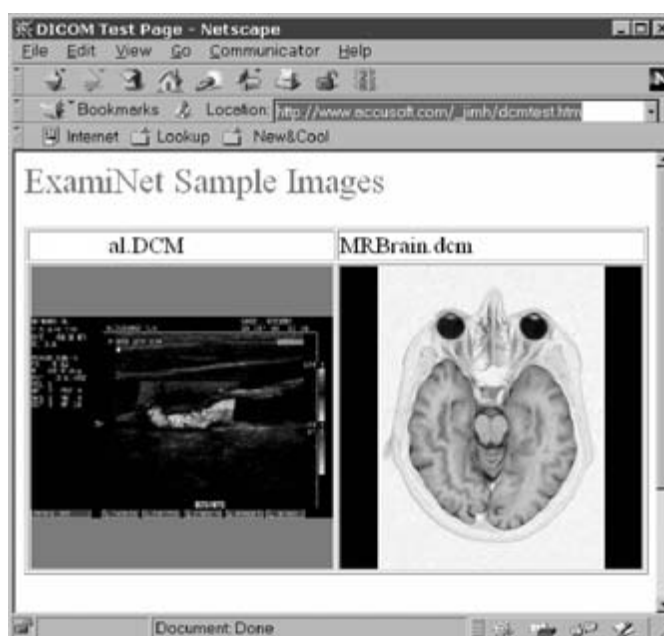 DICOM Test Page - Netscape
File Edit View Go Communicator Help
Bookmarks Location: http://www.accusoft.com/_jimh/dcmtest.htm
Internet Lookup New&Cool
ExamiNet Sample Images
al.DCM MRBrain.dcm
Document: Done